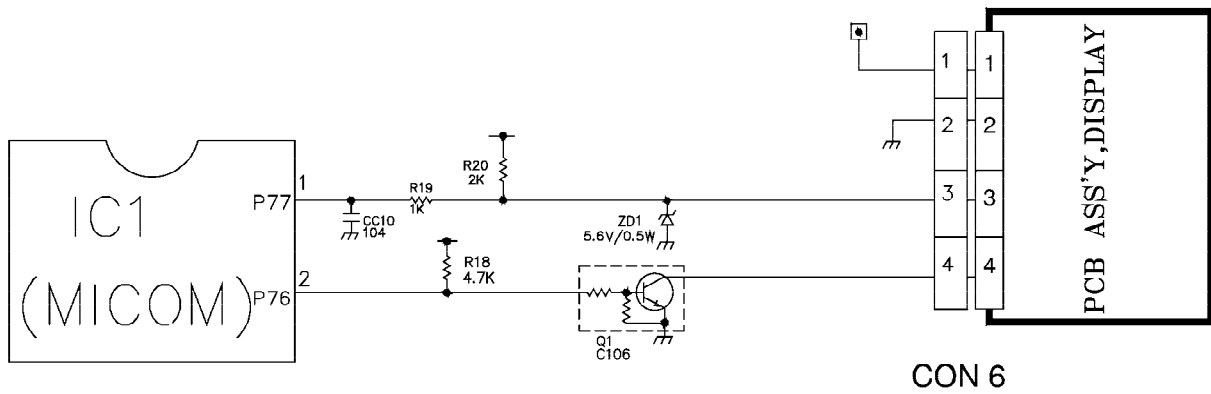 IC1
(MICOM)
P77
1
P76
2
CC10
104
R19
1K
R20
2K
R18
4.7K
ZD1
5.6V/0.5W
Q1
C106
1
1
2
2
3
3
4
4
PCB ASS'Y,DISPLAY
CON 6